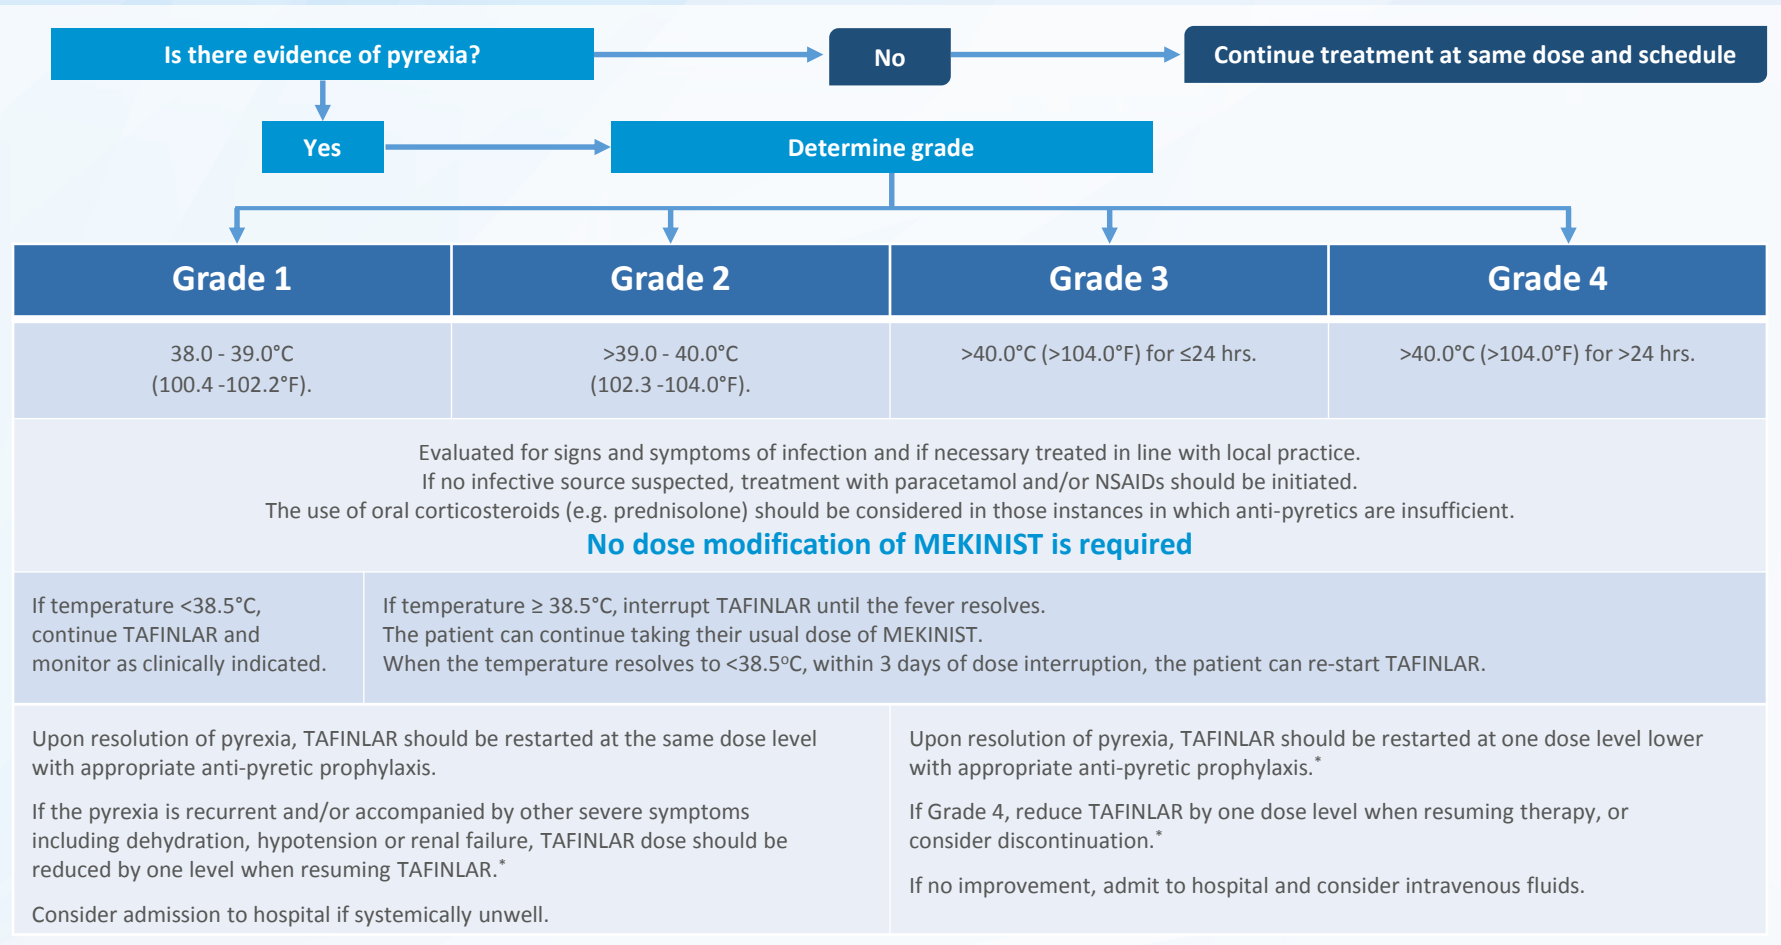 Is there evidence of pyrexia?
No
Continue treatment at same dose and schedule
Yes
Determine grade
Grade 1
Grade 2
Grade 3
Grade 4
38.0 - 39.0°C
(100.4 -102.2°F).
>39.0 - 40.0°C
(102.3 -104.0°F).
>40.0°C (>104.0°F) for ≤24 hrs.
>40.0°C (>104.0°F) for >24 hrs.
Evaluated for signs and symptoms of infection and if necessary treated in line with local practice.
If no infective source suspected, treatment with paracetamol and/or NSAIDs should be initiated.
The use of oral corticosteroids (e.g. prednisolone) should be considered in those instances in which anti-pyretics are insufficient.
No dose modification of MEKINIST is required
If temperature <38.5°C,
continue TAFINLAR and
monitor as clinically indicated.
If temperature ≥ 38.5°C, interrupt TAFINLAR until the fever resolves.
The patient can continue taking their usual dose of MEKINIST.
When the temperature resolves to <38.5ºC, within 3 days of dose interruption, the patient can re-start TAFINLAR.
Upon resolution of pyrexia, TAFINLAR should be restarted at the same dose level
with appropriate anti-pyretic prophylaxis.
If the pyrexia is recurrent and/or accompanied by other severe symptoms
including dehydration, hypotension or renal failure, TAFINLAR dose should be
reduced by one level when resuming TAFINLAR.*
Consider admission to hospital if systemically unwell.
Upon resolution of pyrexia, TAFINLAR should be restarted at one dose level lower
with appropriate anti-pyretic prophylaxis.*
If Grade 4, reduce TAFINLAR by one dose level when resuming therapy, or
consider discontinuation.*
If no improvement, admit to hospital and consider intravenous fluids.